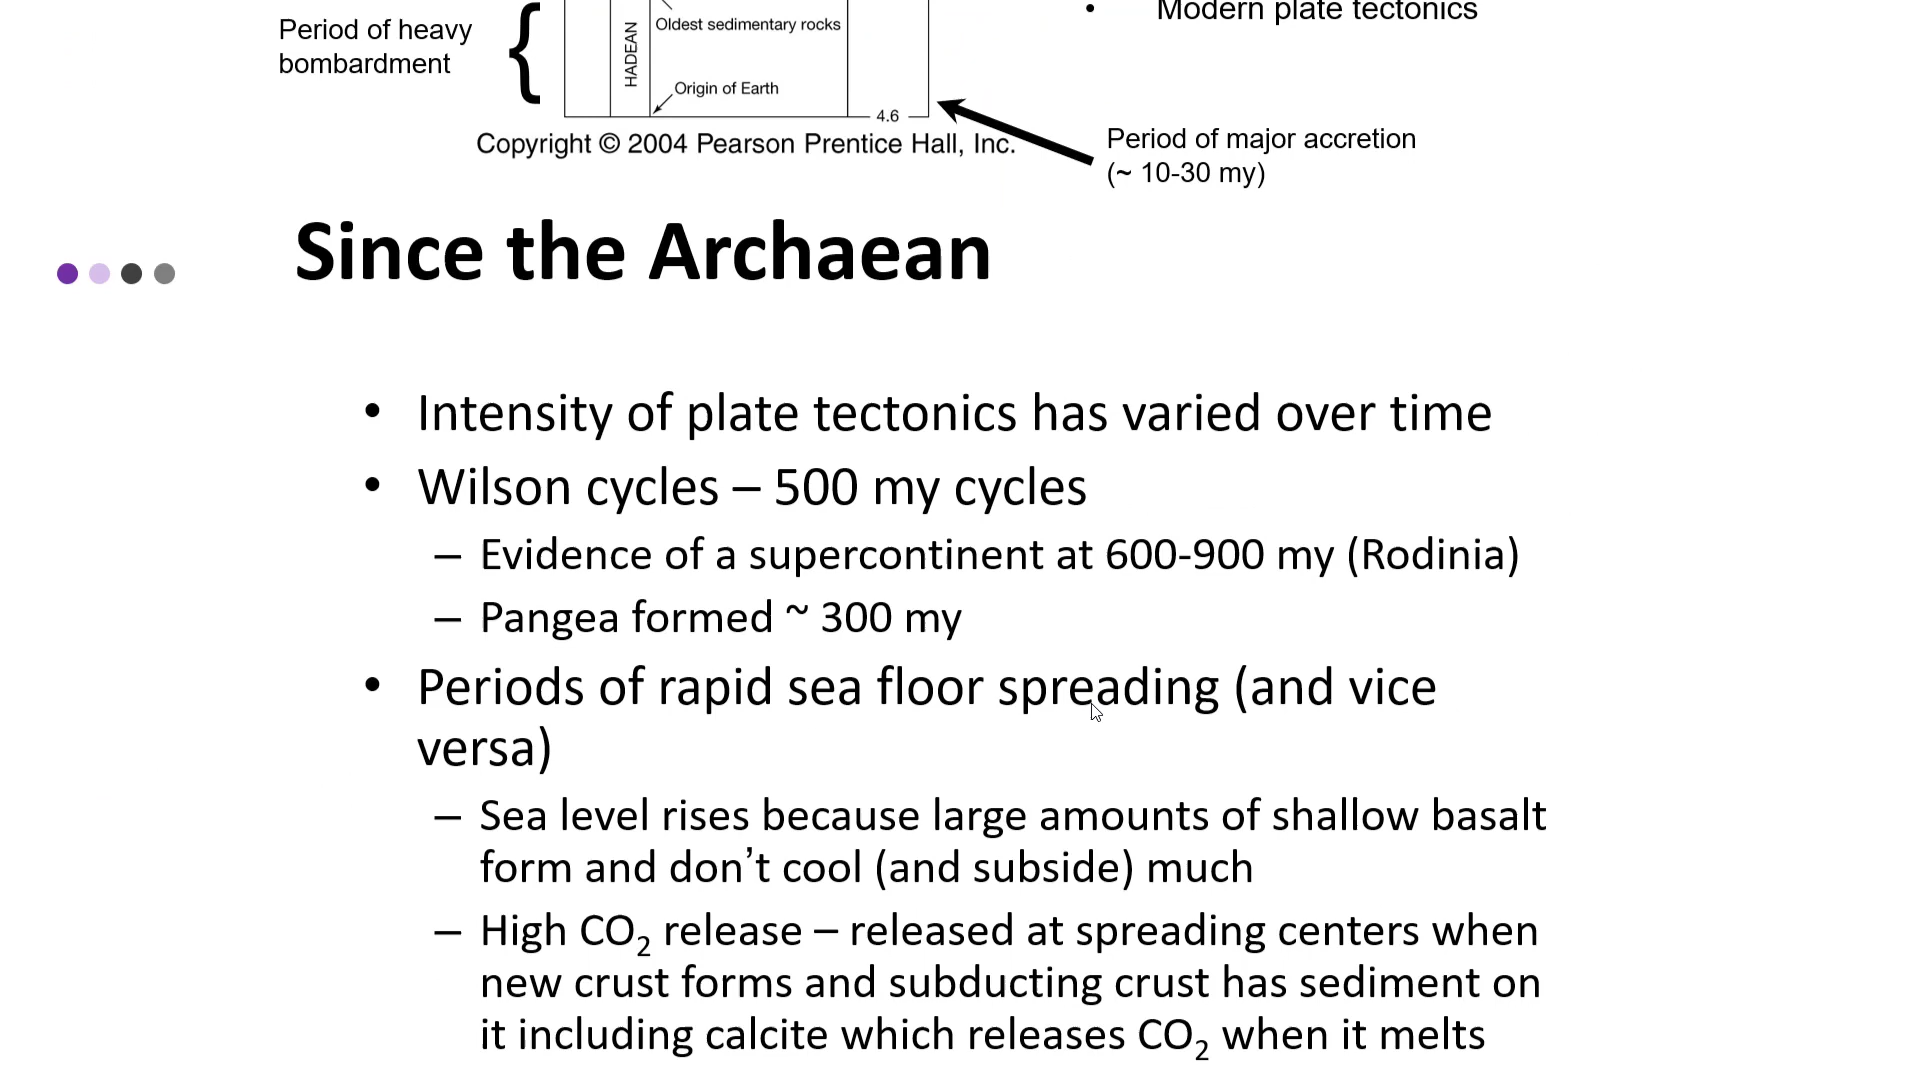 Period of heavy
bombardment
{
HADEAN
Oldest sedimentary rocks
Origin of Earth
4.6
Copyright © 2004 Pearson Prentice Hall, Inc.
• Modern plate tectonics
Period of major accretion
(~ 10-30 my)
Since the Archaean
• Intensity of plate tectonics has varied over time
• Wilson cycles – 500 my cycles
– Evidence of a supercontinent at 600-900 my (Rodinia)
– Pangea formed ~ 300 my
• Periods of rapid sea floor spreading (and vice
versa)
– Sea level rises because large amounts of shallow basalt
form and don’t cool (and subside) much
– High CO₂ release – released at spreading centers when
new crust forms and subducting crust has sediment on
it including calcite which releases CO₂ when it melts